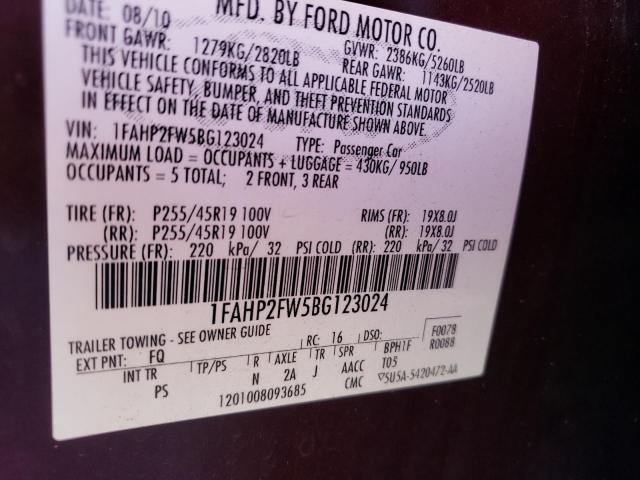 DATE: 08/10
MFD. BY FORD MOTOR CO.
FRONT GAWR: 1279KG/2820LB
GVWR: 2386KG/5260LB
REAR GAWR: 1143KG/2520LB
THIS VEHICLE CONFORMS TO ALL APPLICABLE FEDERAL MOTOR
VEHICLE SAFETY, BUMPER, AND THEFT PREVENTION STANDARDS
IN EFFECT ON THE DATE OF MANUFACTURE SHOWN ABOVE.
VIN: 1FAHP2FW5BG123024 TYPE: Passenger Car
MAXIMUM LOAD = OCCUPANTS + LUGGAGE = 430KG/950LB
OCCUPANTS = 5 TOTAL; 2 FRONT, 3 REAR
TIRE (FR): P255/45R19 100V RIMS (FR): 19X8.0J
(RR): P255/45R19 100V (RR): 19X8.0J
PRESSURE (FR): 220 kPa/ 32 PSI COLD (RR): 220 kPa/ 32 PSI COLD
1FAHP2FW5BG123024
TRAILER TOWING - SEE OWNER GUIDE RC: 16 DSO: F0078
EXT PNT: FQ R0088
INT TR TP/PS R AXLE TR SPR BPH1F
PS N 2A J AACC T05
1201008093685 CMC ▽5U5A-5420472-AA